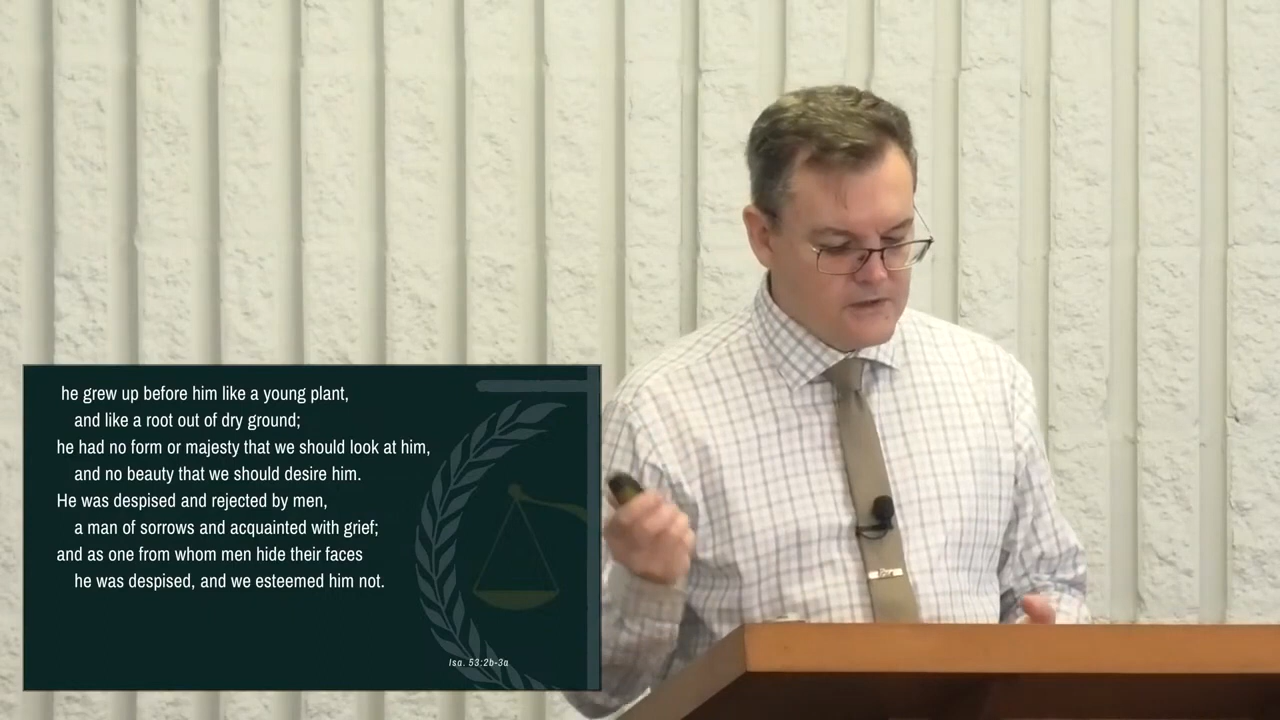 he grew up before him like a young plant,
and like a root out of dry ground;
he had no form or majesty that we should look at him,
and no beauty that we should desire him.
He was despised and rejected by men,
a man of sorrows and acquainted with grief;
and as one from whom men hide their faces
he was despised, and we esteemed him not.
Isa. 53:2b-3a